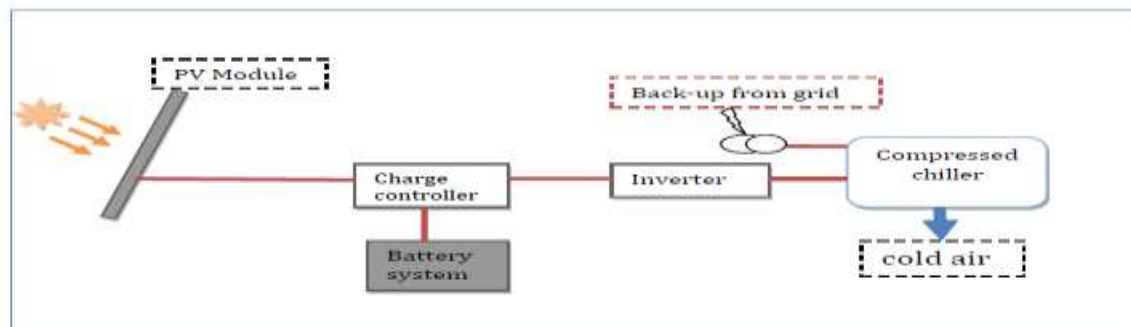 PV Module
Back-up from grid
Charge
controller
Inverter
Compressed
chiller
Battery
system
cold air